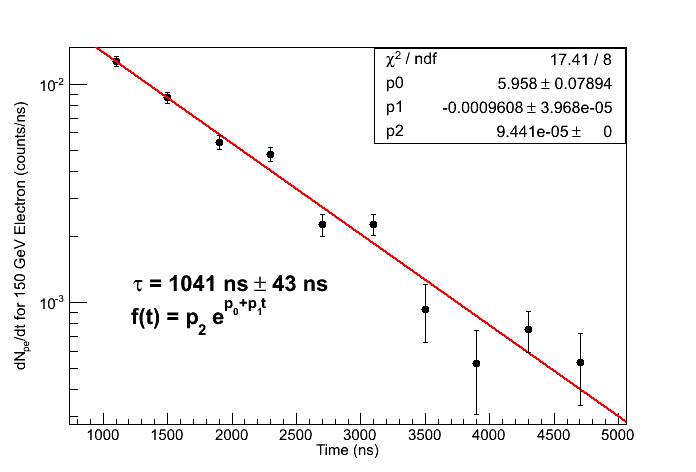 χ² / ndf 17.41 / 8
p0 5.958 ± 0.07894
p1 -0.0009608 ± 3.968e-05
p2 9.441e-05 ± 0
dN_pe/dt for 150 GeV Electron (counts/ns)
10⁻²
10⁻³
τ = 1041 ns ± 43 ns
f(t) = p₂ e^(p₀+p₁t)
1000 1500 2000 2500 3000 3500 4000 4500 5000
Time (ns)